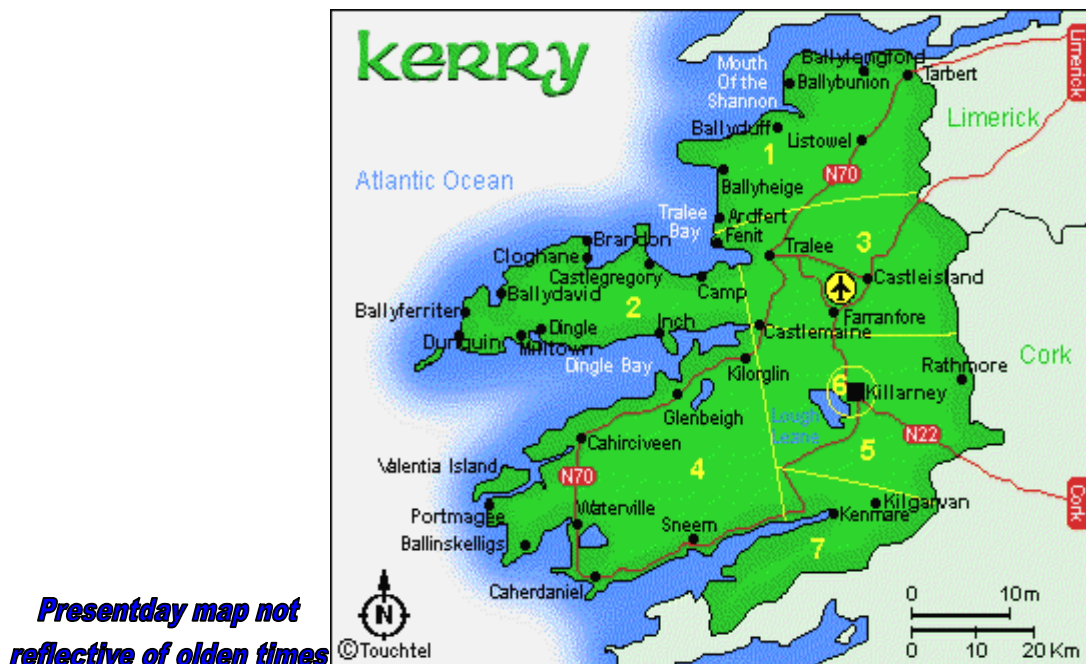 kerry
Mouth
Of the
Shannon
Ballylongford
Ballybunion
Tarbert
Limerick
Limerick
Ballyduff
Listowel
1
N70
Atlantic Ocean
Ballyheige
Tralee
Bay
Ardfert
Fenit
Tralee
3
Brandon
Cloghane
Castlegregory
Camp
Castleisland
Ballydavid
2
Ballyferriter
Farranfore
Dingle
Inch
Dunquin
Milltown
Castlemaine
Cork
Dingle Bay
Kilorglin
Rathmore
6
Killarney
Glenbeigh
Lough
Leane
N22
Cahirciveen
5
Valentia Island
4
N70
Cork
Portmagee
Waterville
Kilgarvan
Kenmare
Sneem
Ballinskelligs
7
Caherdaniel
0 10m
0 10 20 Km
N
©Touchtel
Presentday map not
reflective of olden times